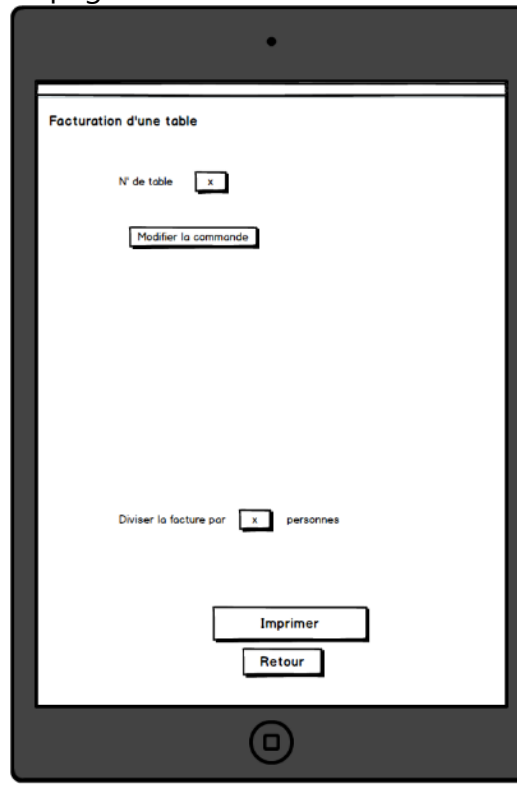 Facturation d'une table
N° de table x
Modifier la commande
Diviser la facture par x personnes
Imprimer
Retour